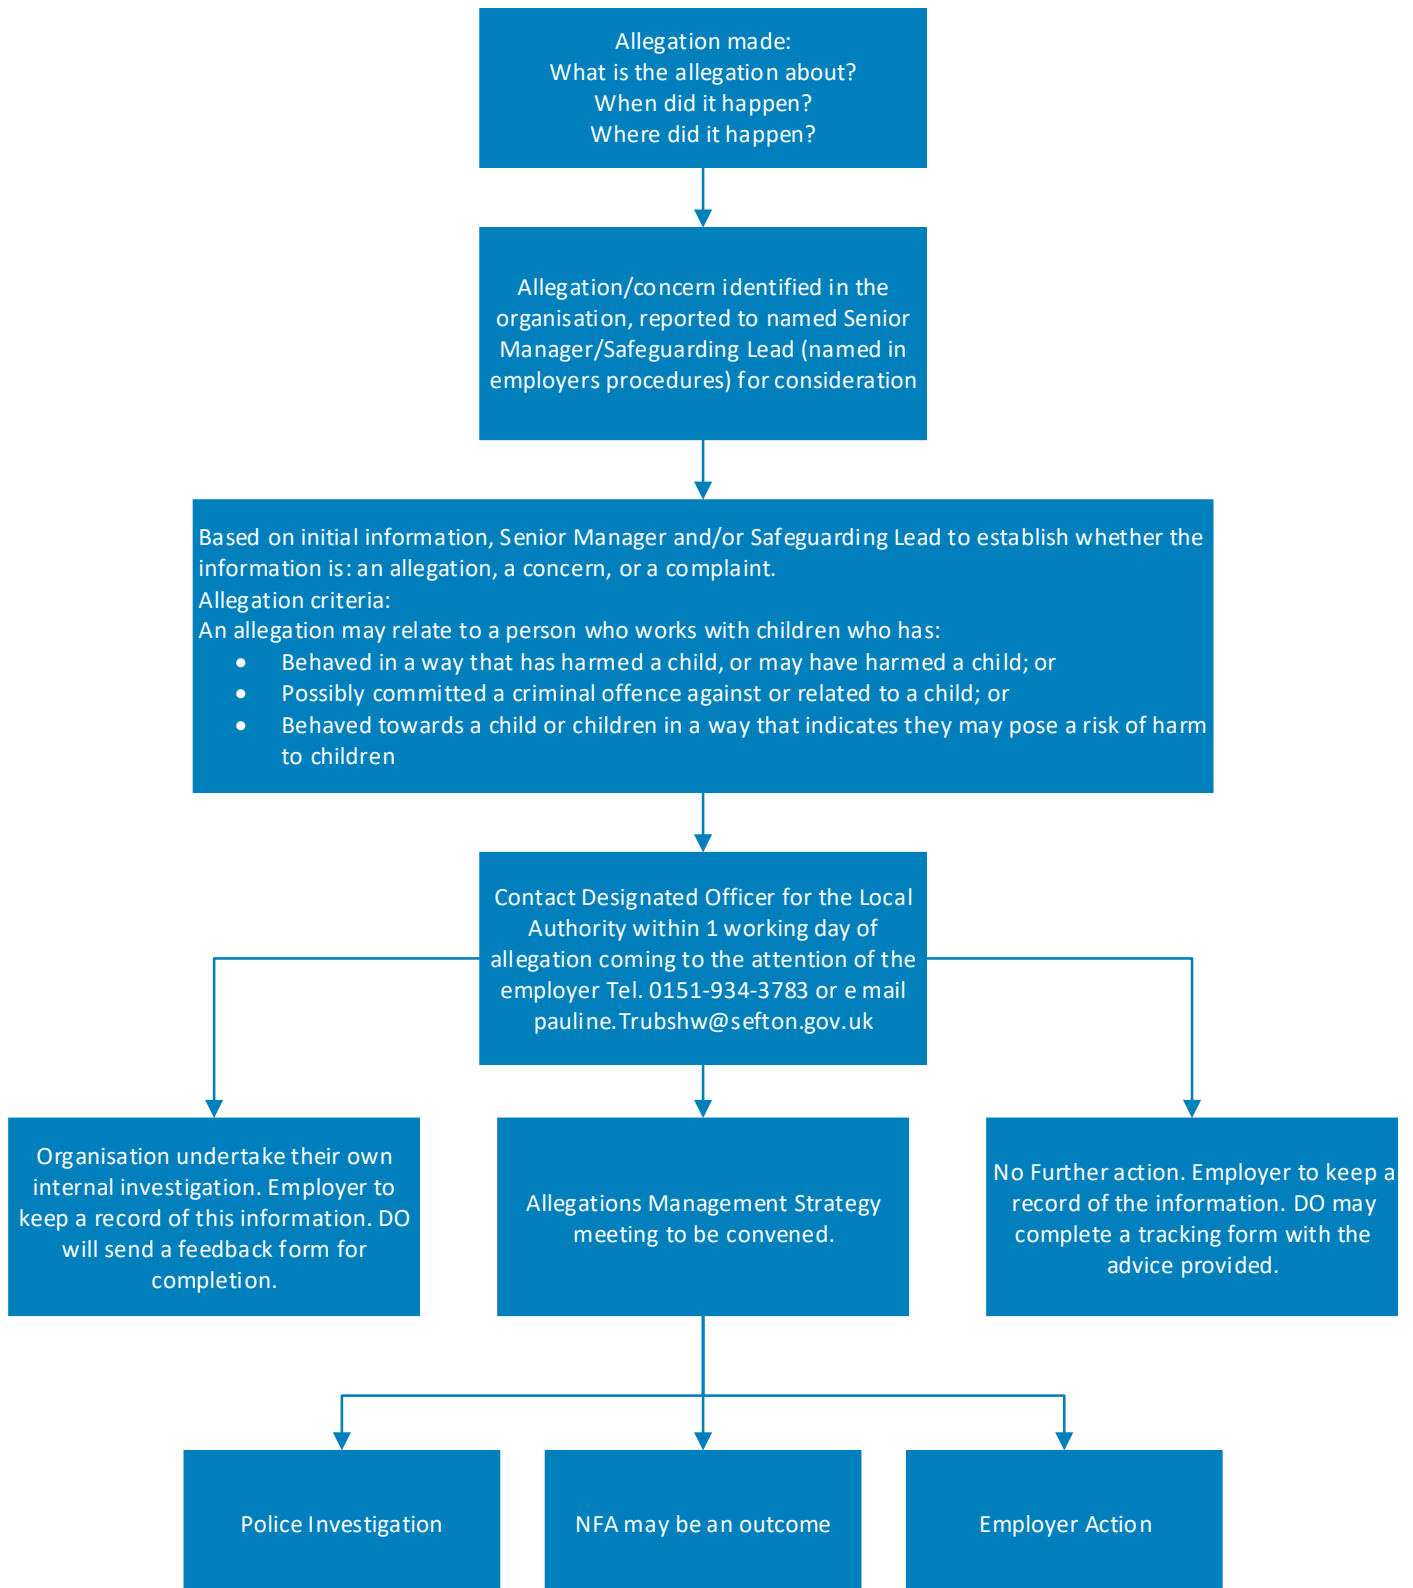 Allegation made:
What is the allegation about?
When did it happen?
Where did it happen?
Allegation/concern identified in the
organisation, reported to named Senior
Manager/Safeguarding Lead (named in
employers procedures) for consideration
Based on initial information, Senior Manager and/or Safeguarding Lead to establish whether the
information is: an allegation, a concern, or a complaint.
Allegation criteria:
An allegation may relate to a person who works with children who has:
• Behaved in a way that has harmed a child, or may have harmed a child; or
• Possibly committed a criminal offence against or related to a child; or
• Behaved towards a child or children in a way that indicates they may pose a risk of harm
to children
Contact Designated Officer for the Local
Authority within 1 working day of
allegation coming to the attention of the
employer Tel. 0151-934-3783 or e mail
pauline.Trubshw@sefton.gov.uk
Organisation undertake their own
internal investigation. Employer to
keep a record of this information. DO
will send a feedback form for
completion.
Allegations Management Strategy
meeting to be convened.
No Further action. Employer to keep a
record of the information. DO may
complete a tracking form with the
advice provided.
Police Investigation
NFA may be an outcome
Employer Action